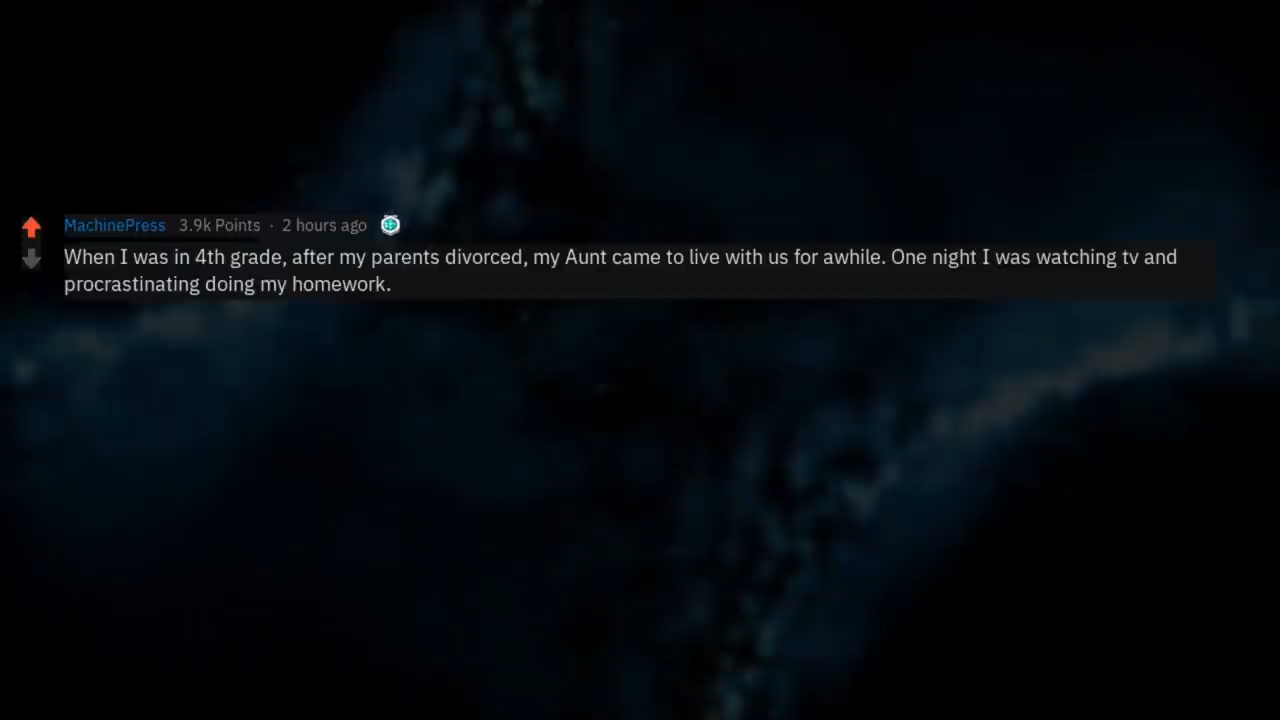 MachinePress 3.9k Points · 2 hours ago
When I was in 4th grade, after my parents divorced, my Aunt came to live with us for awhile. One night I was watching tv and
procrastinating doing my homework.